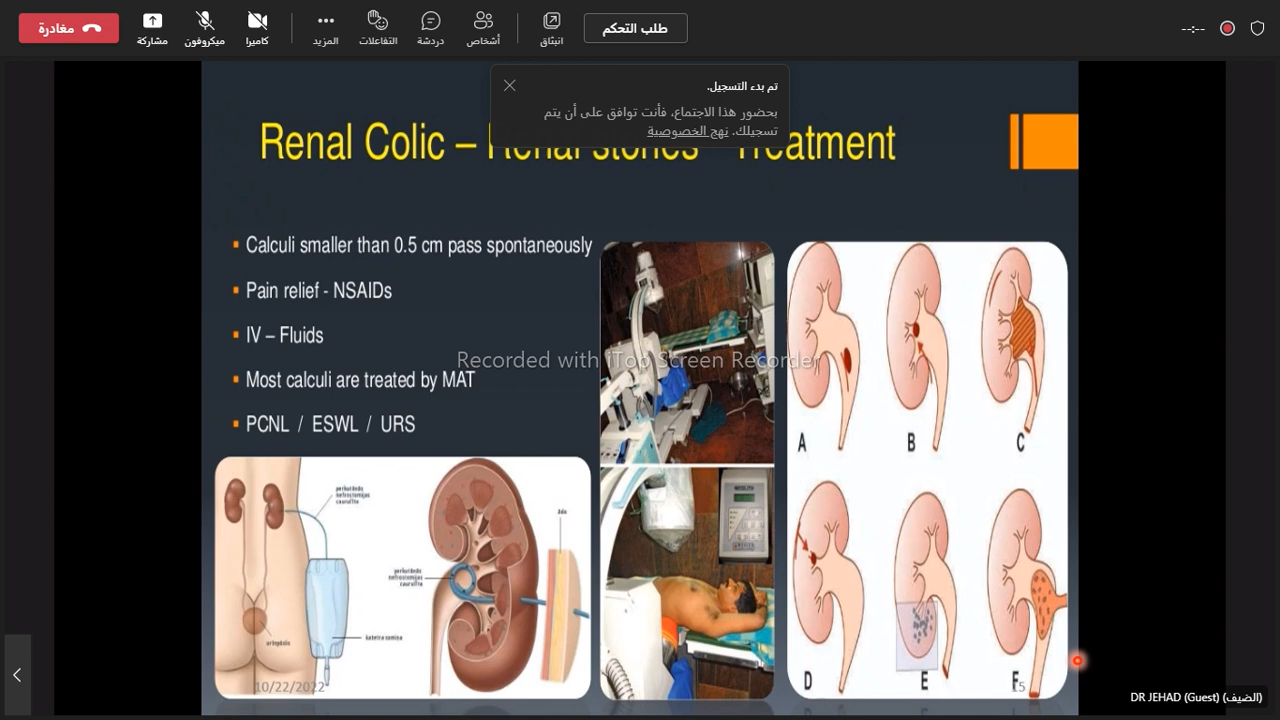 مغادرة
مشاركة
ميكروفون
كاميرا
المزيد
التفاعلات
دردشة
أشخاص
انبثاق
طلب التحكم
--:--
تم بدء التسجيل.
بحضور هذا الاجتماع، فأنت توافق على أن يتم
تسجيلك. نهج الخصوصية
Renal Colic – Renal stones - Treatment
Calculi smaller than 0.5 cm pass spontaneously
Pain relief - NSAIDs
IV – Fluids
Recorded with iTop Screen Recorder
Most calculi are treated by MAT
PCNL / ESWL / URS
A
B
C
D
E
F
10/22/2022
15
DR JEHAD (Guest) (الضيف)